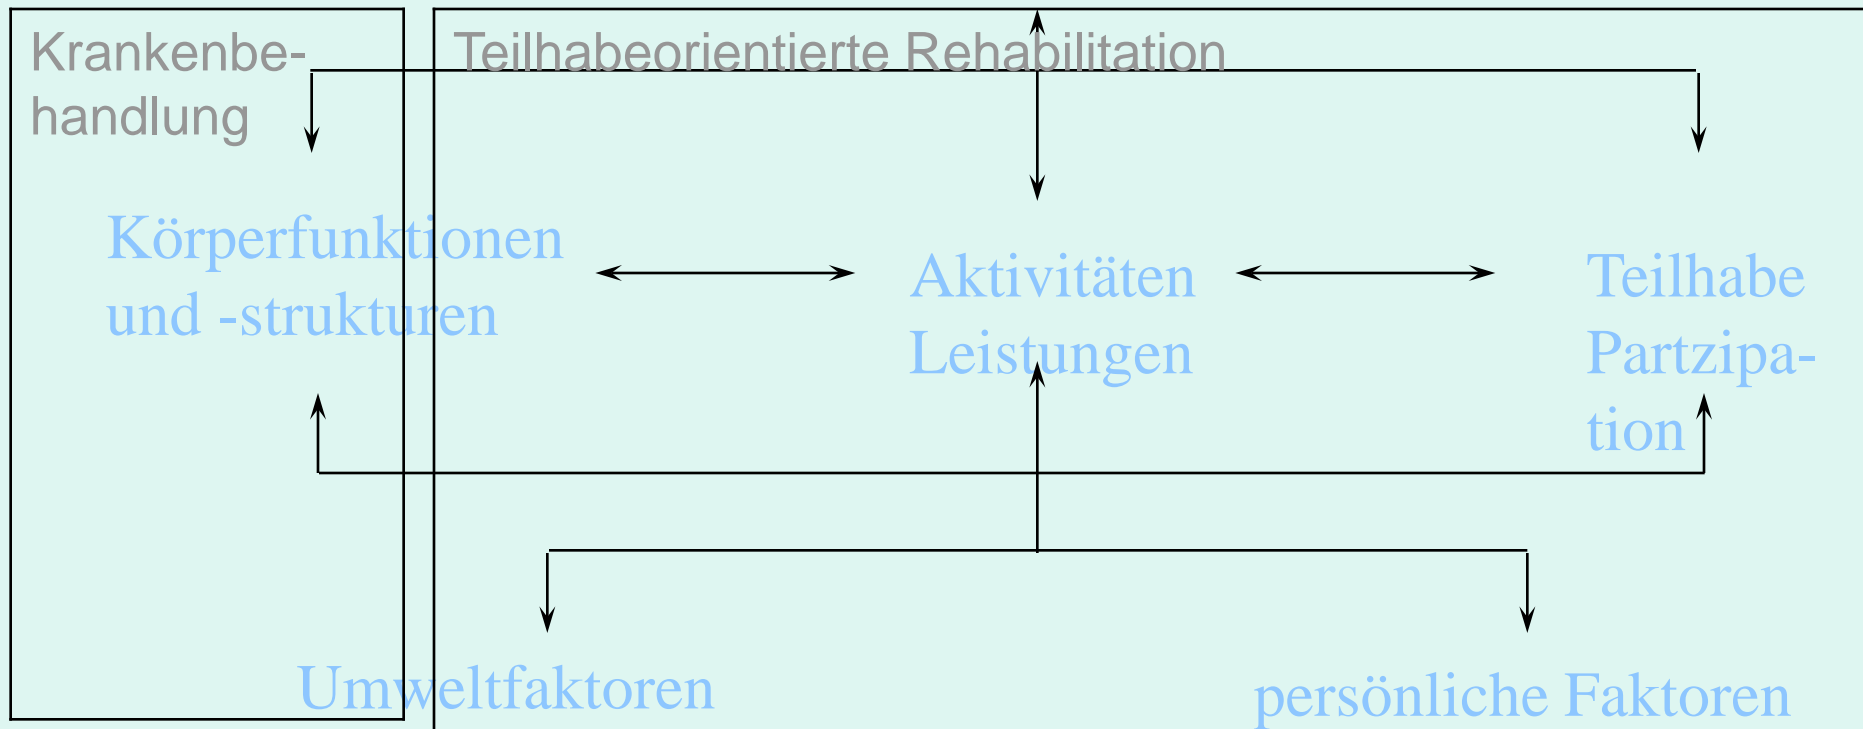 Krankenbe-
handlung
Teilhabeorientierte Rehabilitation
Körperfunktionen
und -strukturen
Aktivitäten
Leistungen
Teilhabe
Partzipa-
tion
Umweltfaktoren
persönliche Faktoren